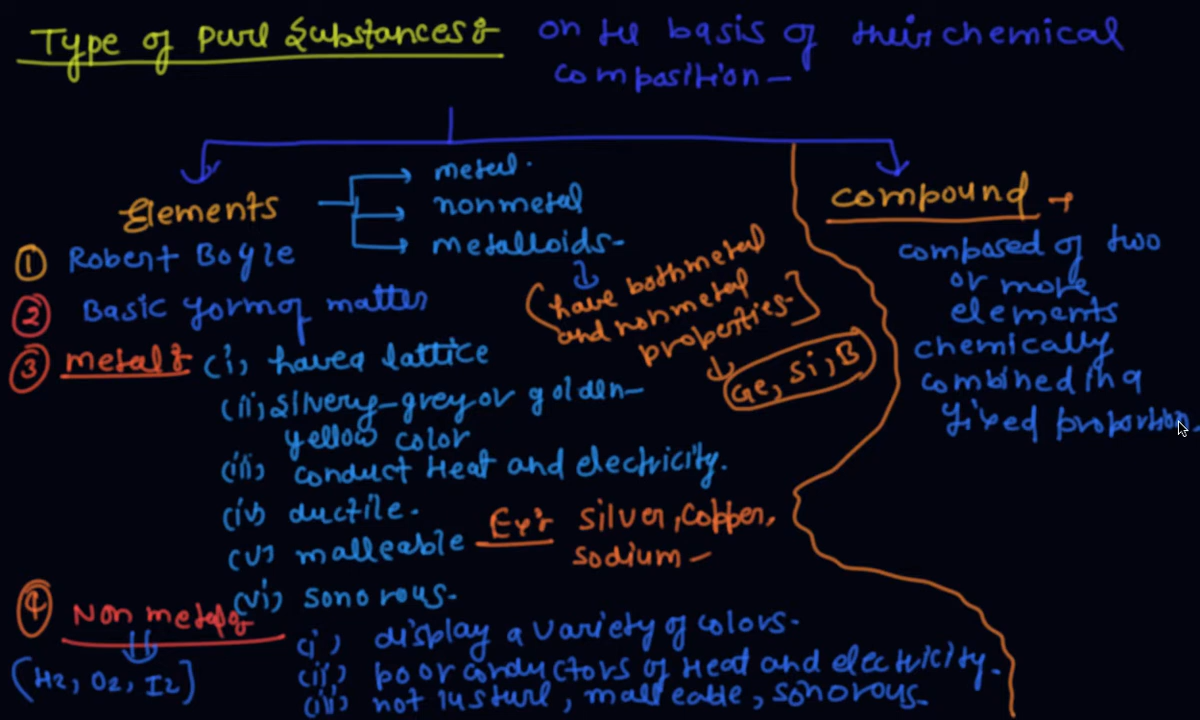 Type of pure Substances:- on the basis of their chemical
composition —
Elements
metal.
nonmetal
metalloids-
(have both metal
and nonmetal
properties-)
Ge, Si, B
① Robert Boyle
② Basic form of matter
③ metals:- (i) have a lattice
(ii) silvery-grey or golden-
yellow color
(iii) conduct Heat and electricity.
(iv) ductile.
(v) malleable
(vi) sonorous.
Ex:- silver, Copper,
sodium —
④ Non metals:-
(H2, O2, I2)
(i) display a variety of colors.
(ii) poor conductors of Heat and electricity.
(iii) not lusture, malleable, sonorous.
compound →
composed of two
or more
elements
chemically
combined in a
fixed proportion.